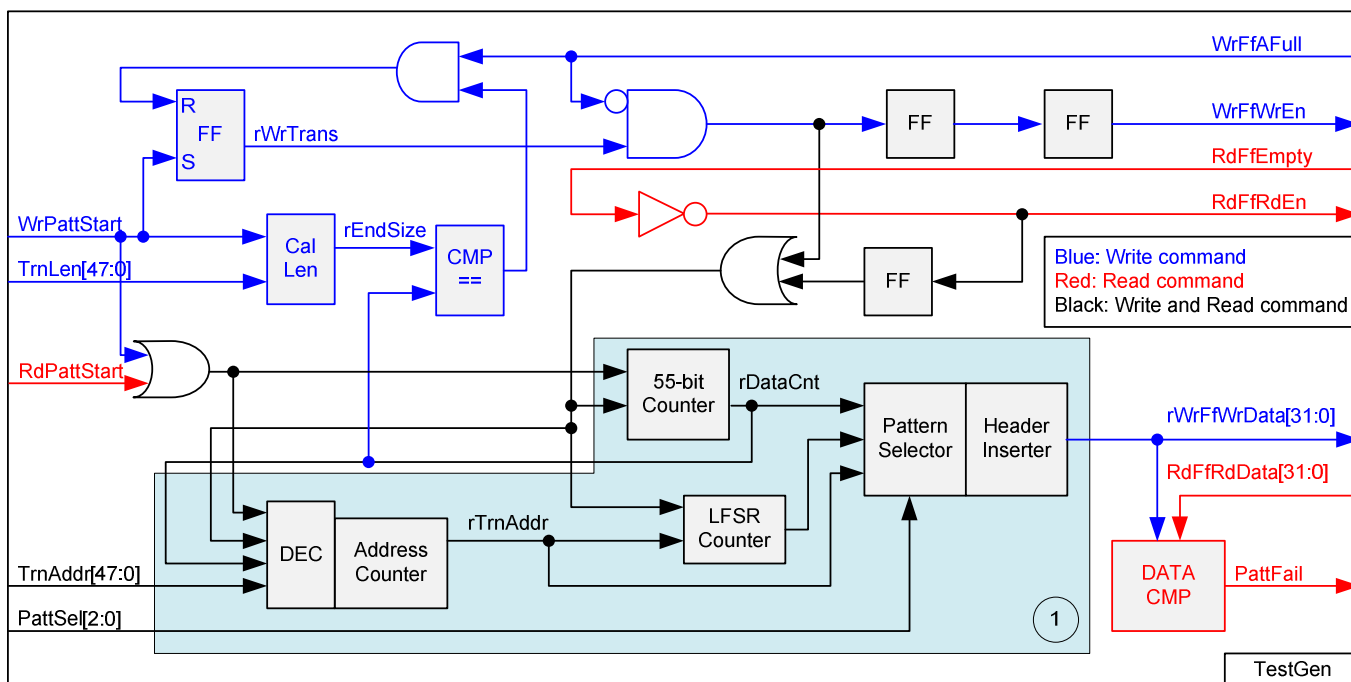 WrFfAFull
R
FF
S
rWrTrans
FF
FF
WrFfWrEn
RdFfEmpty
RdFfRdEn
WrPattStart
TrnLen[47:0]
Cal
Len
rEndSize
CMP
==
FF
Blue: Write command
Red: Read command
Black: Write and Read command
RdPattStart
55-bit
Counter
rDataCnt
Pattern
Selector
Header
Inserter
rWrFfWrData[31:0]
RdFfRdData[31:0]
DEC
Address
Counter
rTrnAddr
LFSR
Counter
TrnAddr[47:0]
PattSel[2:0]
DATA
CMP
PattFail
1
TestGen